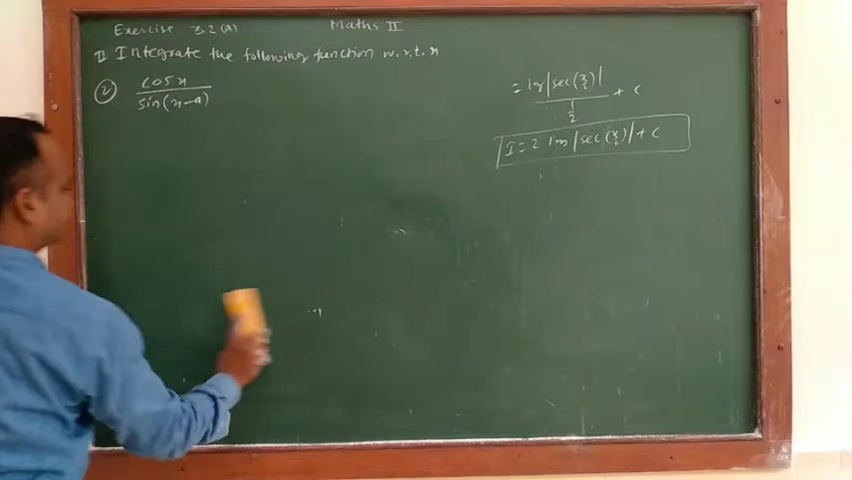 Exercise 3.2 (A) Maths II
II Integrate the following function w.r.t. x
② cos x / sin(x-a)
= log|sec(x/2)| / 1/2 + c
I = 2 log |sec(x/2)| + c